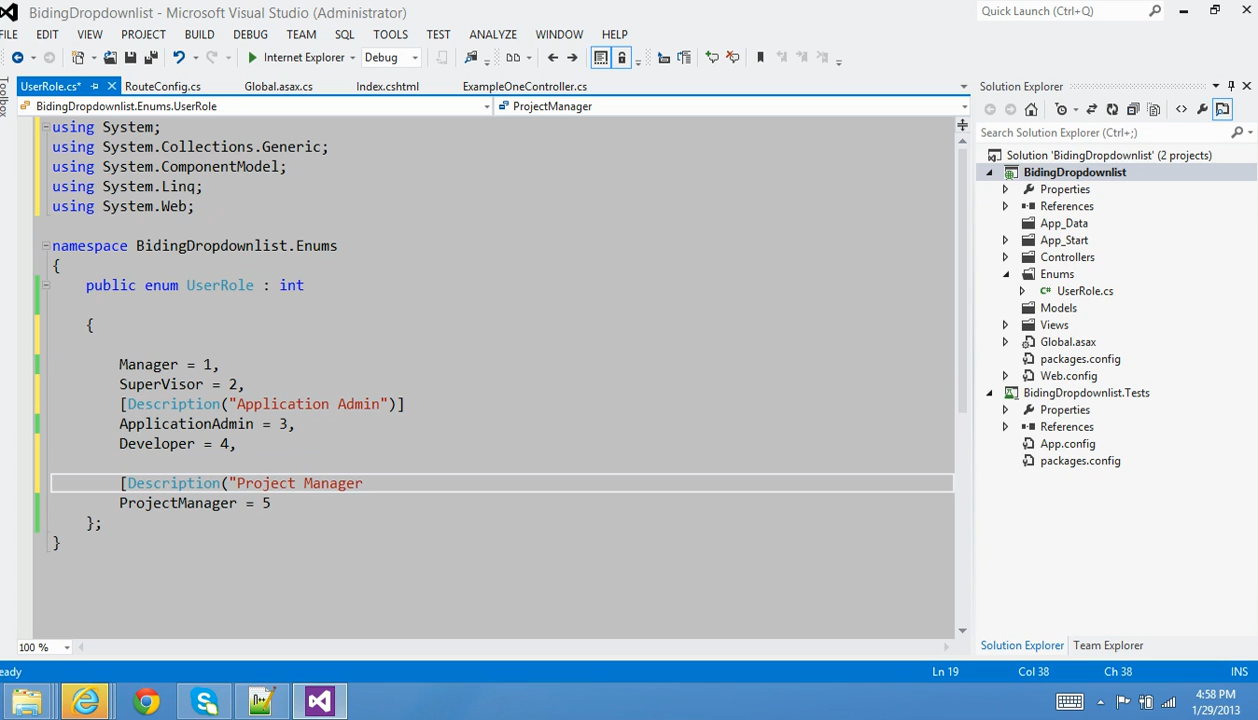 BidingDropdownlist - Microsoft Visual Studio (Administrator)
Quick Launch (Ctrl+Q)
FILE EDIT VIEW PROJECT BUILD DEBUG TEAM SQL TOOLS TEST ANALYZE WINDOW HELP
Internet Explorer Debug
Toolbox
UserRole.cs* RouteConfig.cs Global.asax.cs Index.cshtml ExampleOneController.cs
BidingDropdownlist.Enums.UserRole ProjectManager
using System;
using System.Collections.Generic;
using System.ComponentModel;
using System.Linq;
using System.Web;
namespace BidingDropdownlist.Enums
{
public enum UserRole : int
{
Manager = 1,
SuperVisor = 2,
[Description("Application Admin")]
ApplicationAdmin = 3,
Developer = 4,
[Description("Project Manager
ProjectManager = 5
};
}
100 %
Solution Explorer
Search Solution Explorer (Ctrl+;)
Solution 'BidingDropdownlist' (2 projects)
BidingDropdownlist
Properties
References
App_Data
App_Start
Controllers
Enums
C# UserRole.cs
Models
Views
Global.asax
packages.config
Web.config
BidingDropdownlist.Tests
Properties
References
App.config
packages.config
Solution Explorer Team Explorer
eady Ln 19 Col 38 Ch 38 INS
4:58 PM
1/29/2013